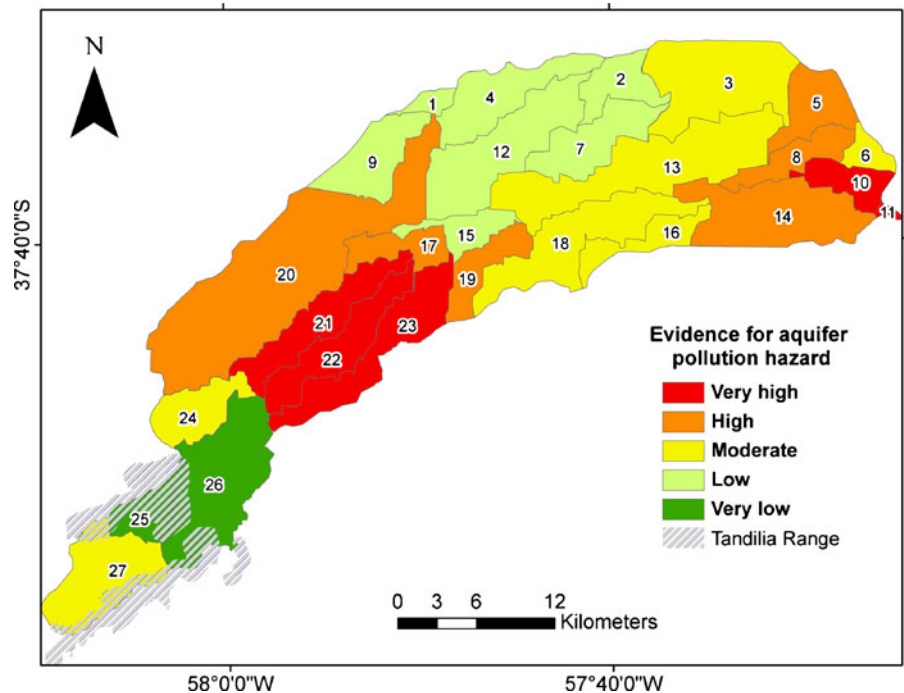 N
1
2
3
4
5
6
7
8
9
10
11
12
13
14
15
16
17
18
19
20
21
22
23
24
25
26
27
37°40'0"S
Evidence for aquifer
pollution hazard
Very high
High
Moderate
Low
Very low
Tandilia Range
0 3 6 12
Kilometers
58°0'0"W
57°40'0"W